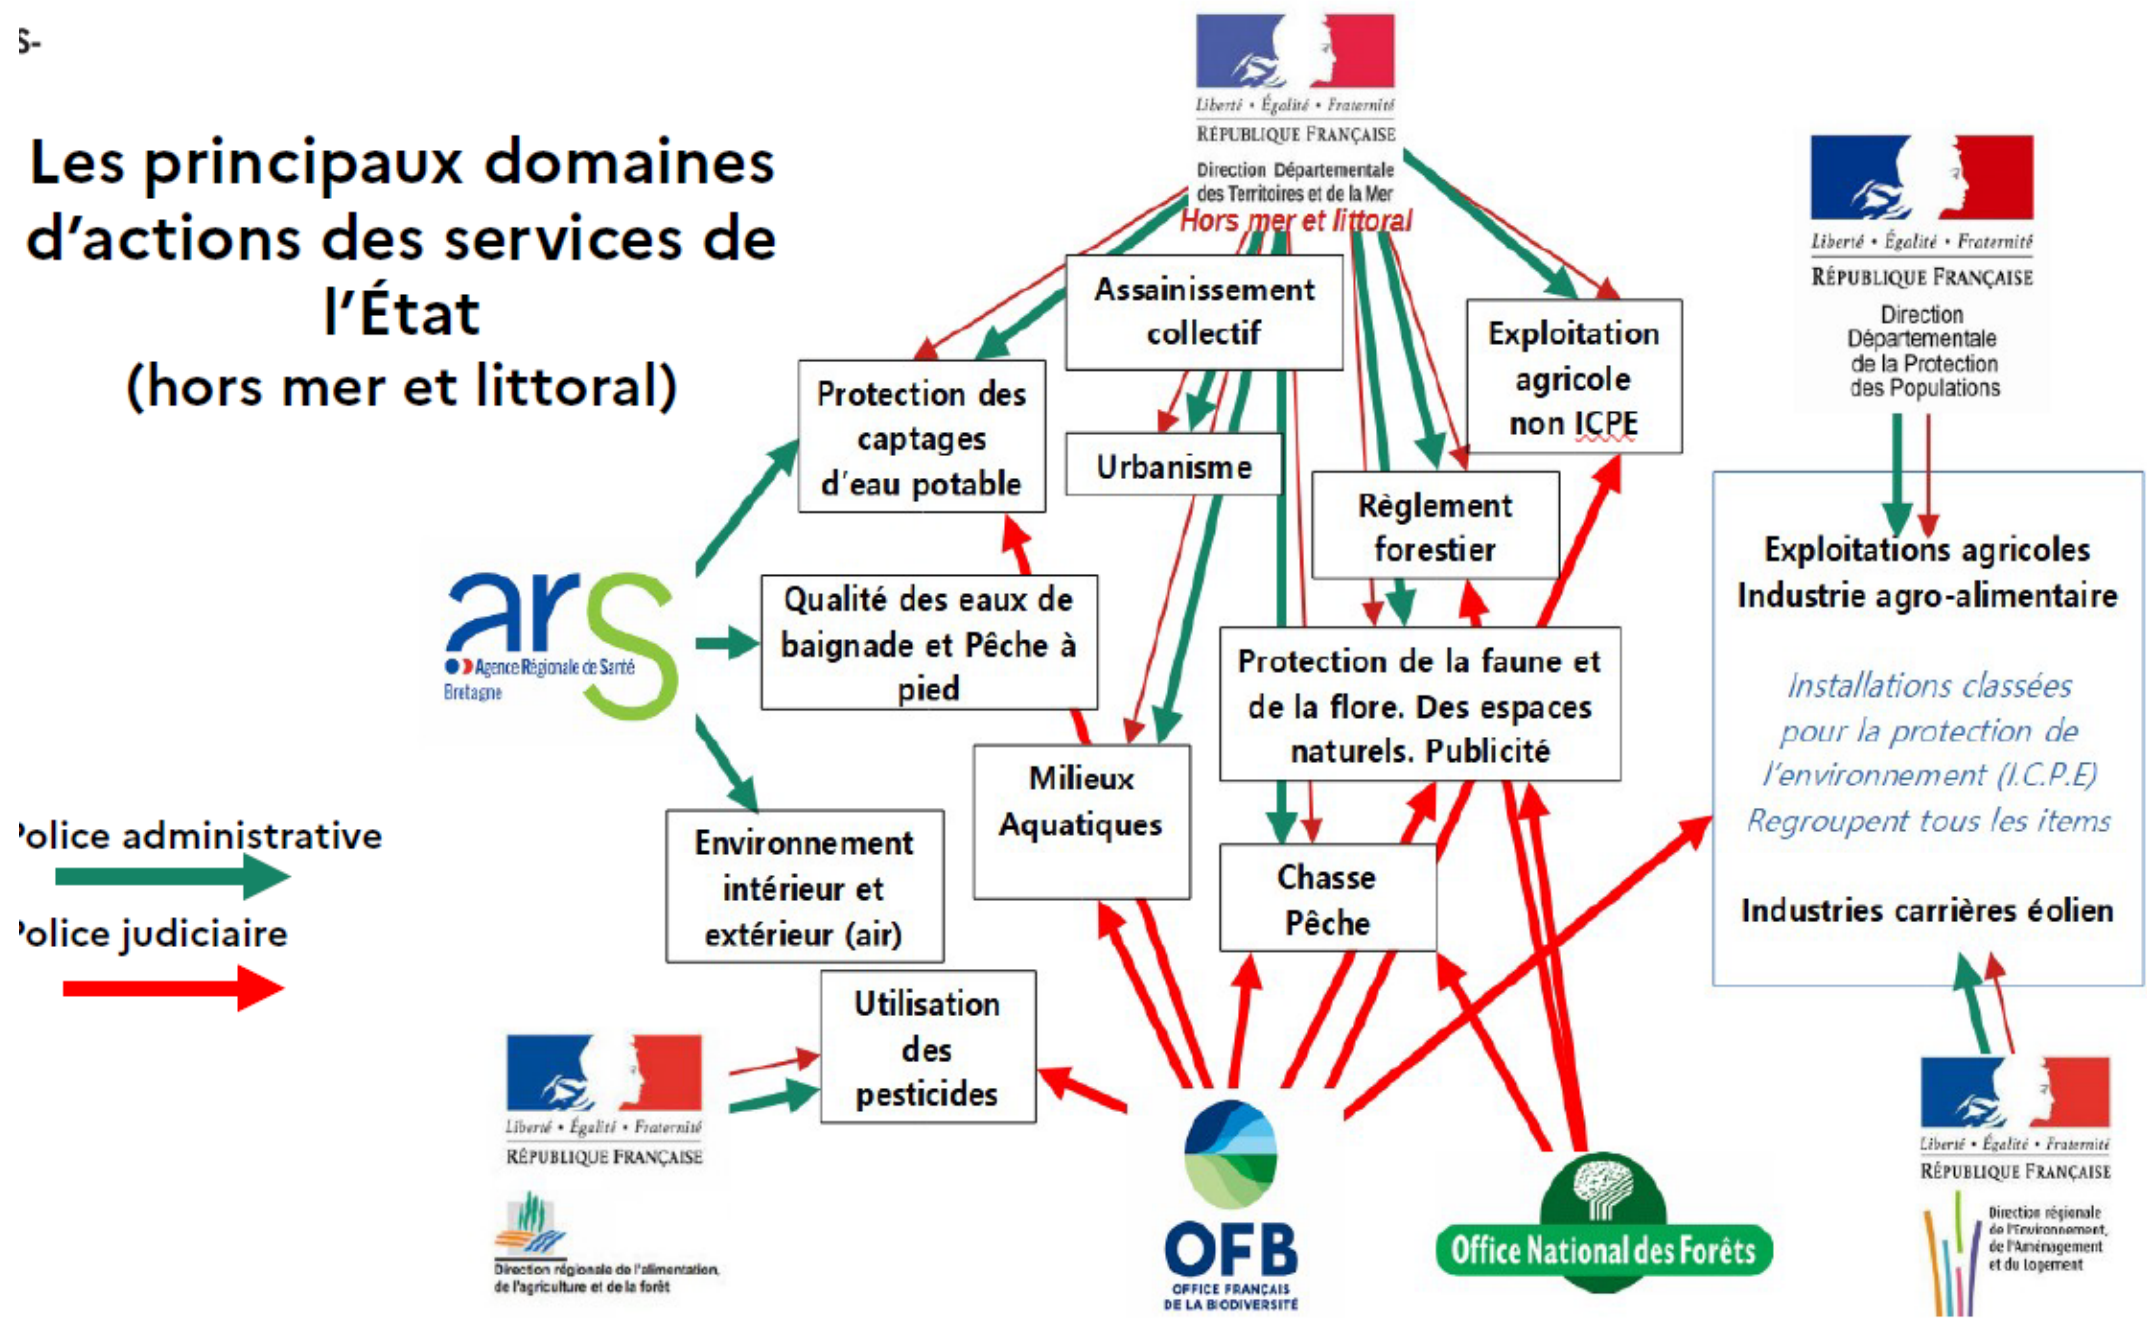 S-
Les principaux domaines
d'actions des services de
l'État
(hors mer et littoral)
Liberté • Égalité • Fraternité
RÉPUBLIQUE FRANÇAISE
Direction Départementale
des Territoires et de la Mer
Hors mer et littoral
Liberté • Égalité • Fraternité
RÉPUBLIQUE FRANÇAISE
Direction
Départementale
de la Protection
des Populations
Assainissement
collectif
Exploitation
agricole
non ICPE
Protection des
captages
d'eau potable
Urbanisme
Règlement
forestier
Exploitations agricoles
Industrie agro-alimentaire
Installations classées
pour la protection de
l'environnement (I.C.P.E)
Regroupent tous les items
Industries carrières éolien
ars
Agence Régionale de Santé
Bretagne
Qualité des eaux de
baignade et Pêche à
pied
Protection de la faune et
de la flore. Des espaces
naturels. Publicité
Milieux
Aquatiques
Environnement
intérieur et
extérieur (air)
Chasse
Pêche
Police administrative
Police judiciaire
Utilisation
des
pesticides
Liberté • Égalité • Fraternité
RÉPUBLIQUE FRANÇAISE
Direction régionale de l'alimentation,
de l'agriculture et de la forêt
OFB
OFFICE FRANÇAIS
DE LA BIODIVERSITÉ
Office National des Forêts
Liberté • Égalité • Fraternité
RÉPUBLIQUE FRANÇAISE
Direction régionale
de l'Environnement,
de l'Aménagement
et du Logement